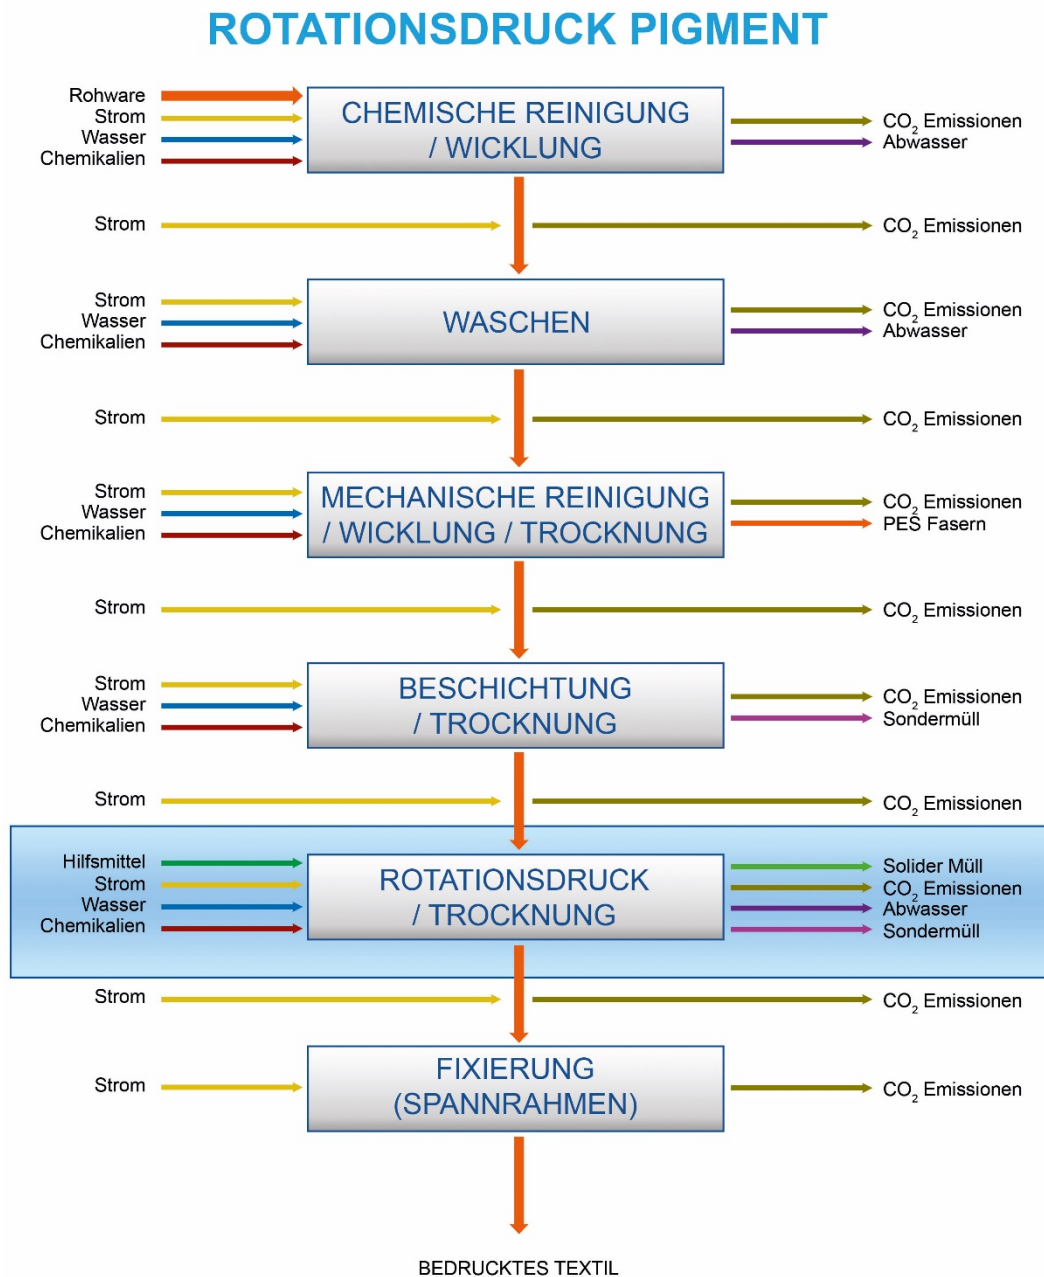 ROTATIONSDRUCK PIGMENT
Rohware
Strom
Wasser
Chemikalien
CHEMISCHE REINIGUNG
/ WICKLUNG
CO₂ Emissionen
Abwasser
Strom
CO₂ Emissionen
Strom
Wasser
Chemikalien
WASCHEN
CO₂ Emissionen
Abwasser
Strom
CO₂ Emissionen
Strom
Wasser
Chemikalien
MECHANISCHE REINIGUNG
/ WICKLUNG / TROCKNUNG
CO₂ Emissionen
PES Fasern
Strom
CO₂ Emissionen
Strom
Wasser
Chemikalien
BESCHICHTUNG
/ TROCKNUNG
CO₂ Emissionen
Sondermüll
Strom
CO₂ Emissionen
Hilfsmittel
Strom
Wasser
Chemikalien
ROTATIONSDRUCK
/ TROCKNUNG
Solider Müll
CO₂ Emissionen
Abwasser
Sondermüll
Strom
CO₂ Emissionen
Strom
FIXIERUNG
(SPANNRAHMEN)
CO₂ Emissionen
BEDRUCKTES TEXTIL